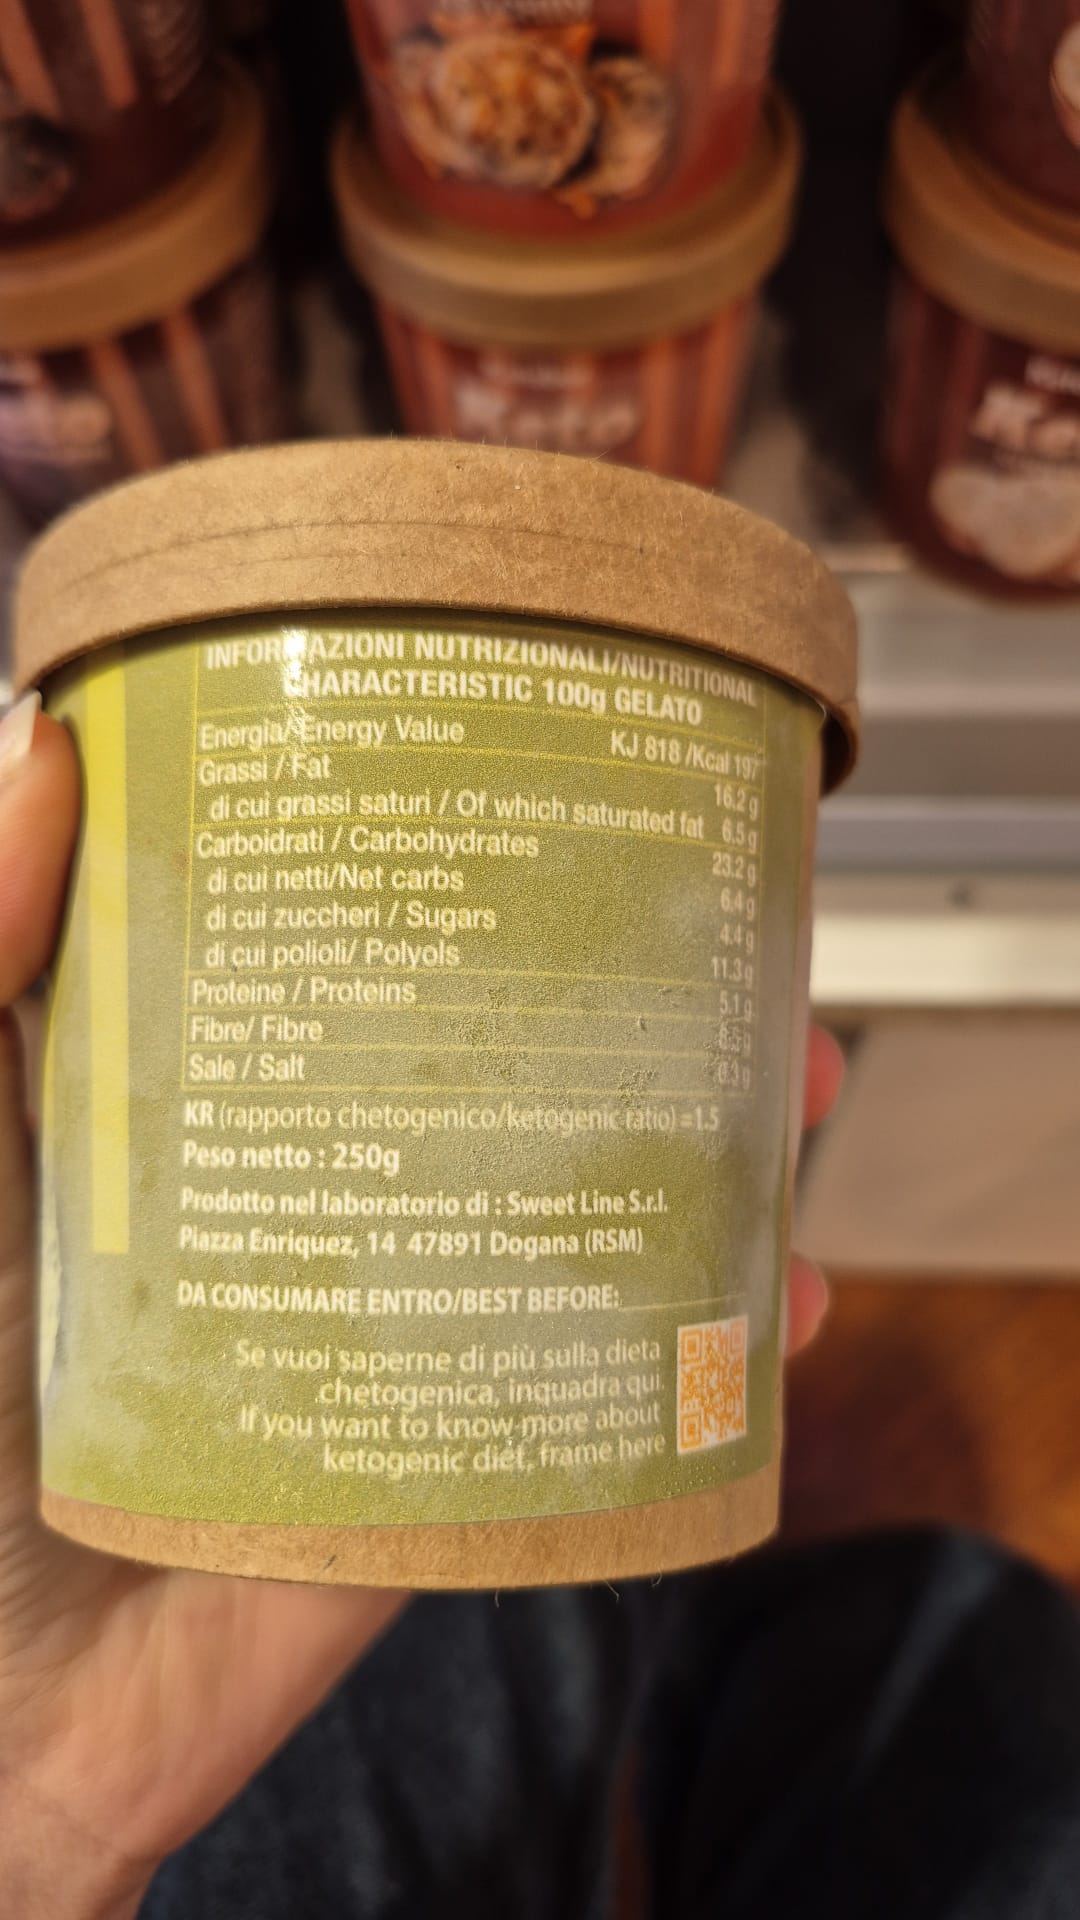 Keto
INFORMAZIONI NUTRIZIONALI/NUTRITIONAL
CHARACTERISTIC 100g GELATO
Energia/Energy Value KJ 818 /Kcal 197
Grassi / Fat 16.2 g
di cui grassi saturi / Of which saturated fat 6.5 g
Carboidrati / Carbohydrates 23.2 g
di cui netti/Net carbs 6.4 g
di cui zuccheri / Sugars 4.4 g
di cui polioli/ Polyols 11.3 g
Proteine / Proteins 5.1 g
Fibre/ Fibre
Sale / Salt 0.3 g
KR (rapporto chetogenico/ketogenic ratio) =1.5
Peso netto : 250g
Prodotto nel laboratorio di : Sweet Line S.r.l.
Piazza Enriquez, 14 47891 Dogana (RSM)
DA CONSUMARE ENTRO/BEST BEFORE:
Se vuoi saperne di più sulla dieta
chetogenica, inquadra qui.
If you want to know more about
ketogenic diet, frame here